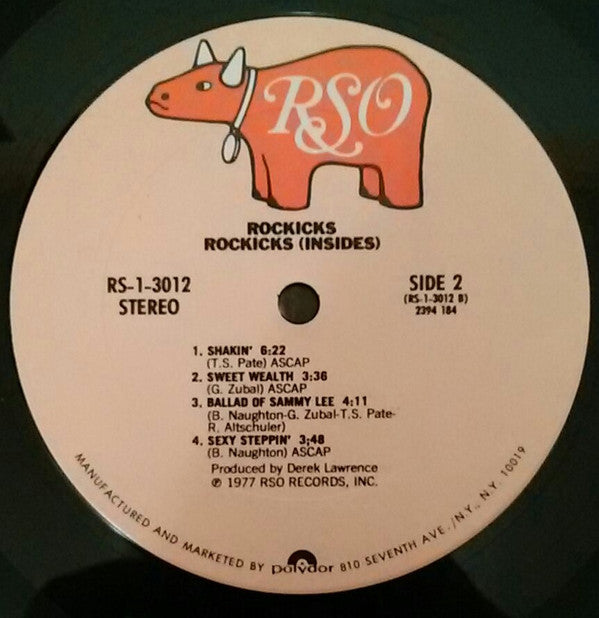 RSO
ROCKICKS
ROCKICKS (INSIDES)
RS-1-3012
STEREO
SIDE 2
(RS-1-3012 B)
2394 184
1. SHAKIN' 6:22
(T.S. Pate) ASCAP
2. SWEET WEALTH 3:36
(G. Zubal) ASCAP
3. BALLAD OF SAMMY LEE 4:11
(B. Naughton-G. Zubal-T.S. Pate-
R. Altschuler)
4. SEXY STEPPIN' 3:48
(B. Naughton) ASCAP
Produced by Derek Lawrence
℗ 1977 RSO RECORDS, INC.
MANUFACTURED AND MARKETED BY polydor 810 SEVENTH AVE./N.Y., N.Y. 10019